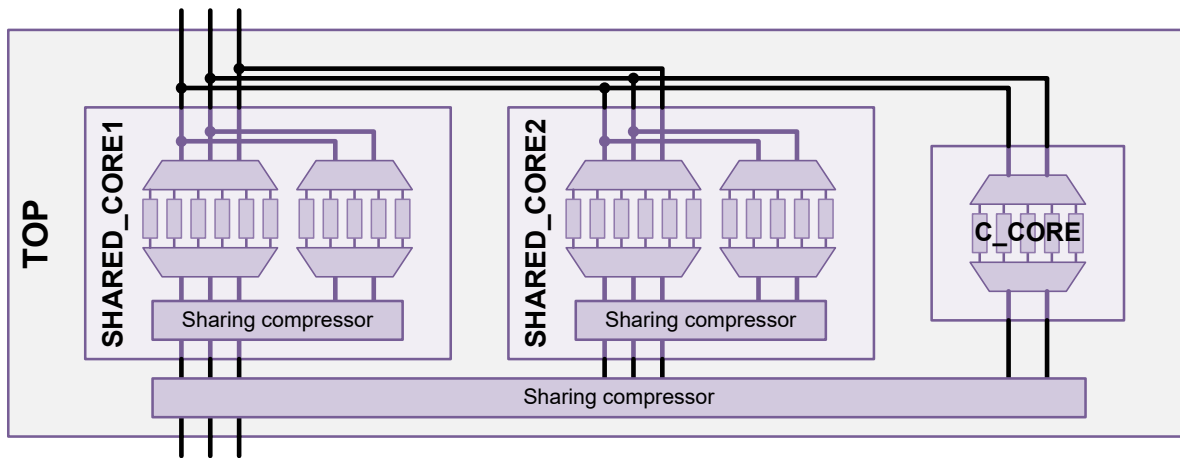 TOP
SHARED_CORE1
Sharing compressor
SHARED_CORE2
Sharing compressor
C_CORE
Sharing compressor